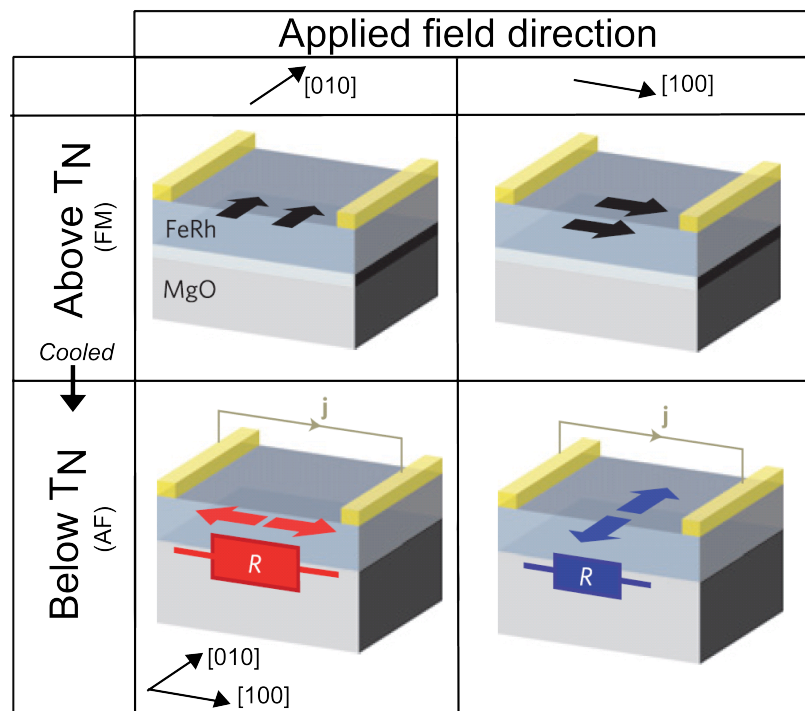 Applied field direction
[010]
[100]
Above TN
(FM)
FeRh
MgO
Cooled
Below TN
(AF)
j
R
j
R
[010]
[100]